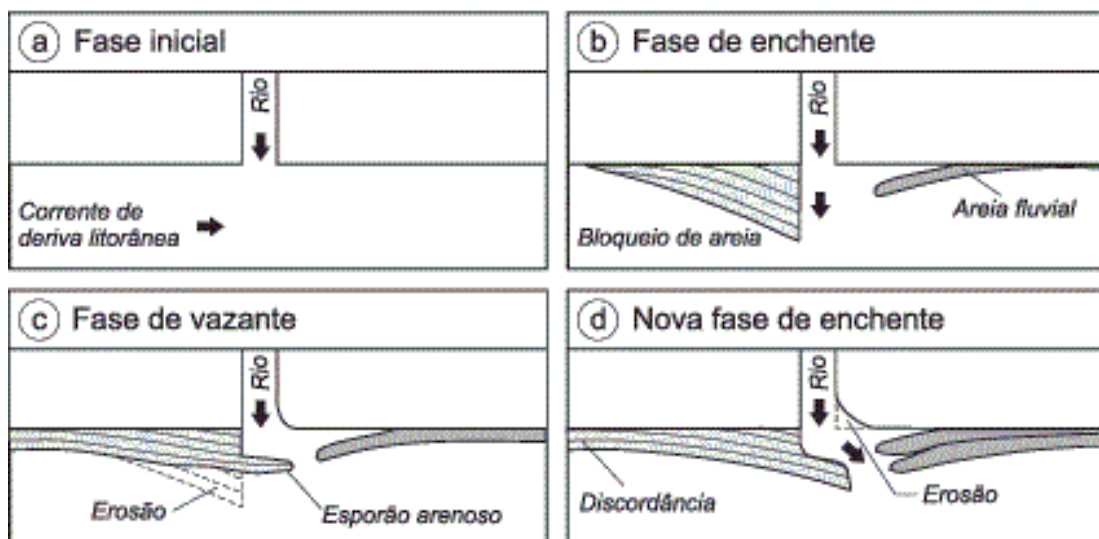 a Fase inicial
Rio
Corrente de
deriva litorânea
b Fase de enchente
Rio
Bloqueio de areia
Areia fluvial
c Fase de vazante
Rio
Erosão
Esporão arenoso
d Nova fase de enchente
Rio
Discordância
Erosão